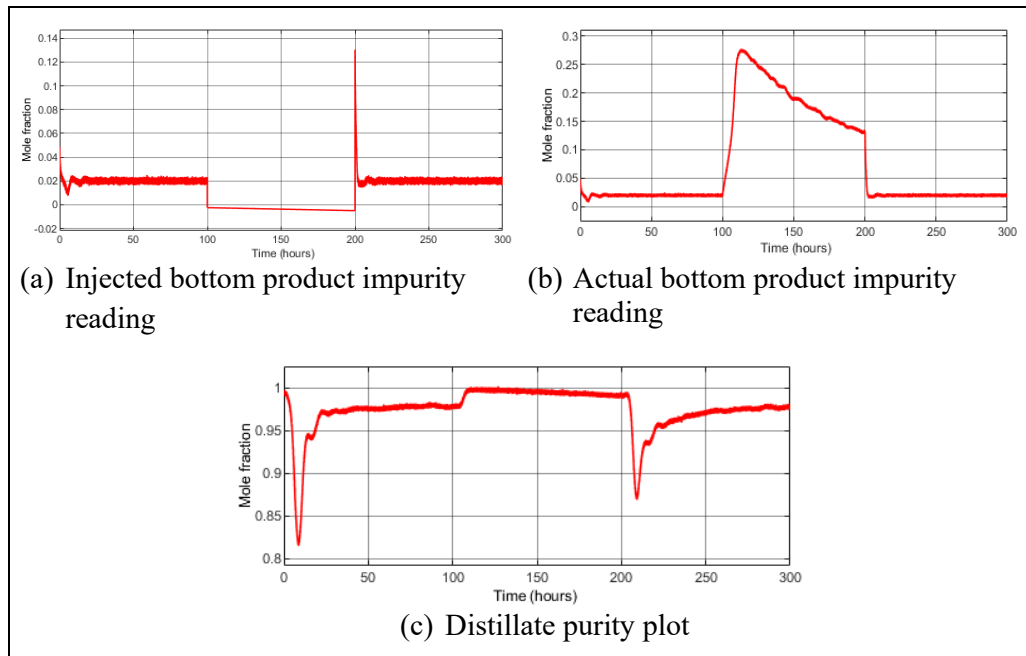 0.14
0.12
0.1
0.08
0.06
0.04
0.02
0
-0.02
Mole fraction
0 50 100 150 200 250 300
Time (hours)
(a) Injected bottom product impurity
reading
0.3
0.25
0.2
0.15
0.1
0.05
0
Mole fraction
0 50 100 150 200 250 300
Time (hours)
(b) Actual bottom product impurity
reading
1
0.95
0.9
0.85
0.8
Mole fraction
0 50 100 150 200 250 300
Time (hours)
(c) Distillate purity plot